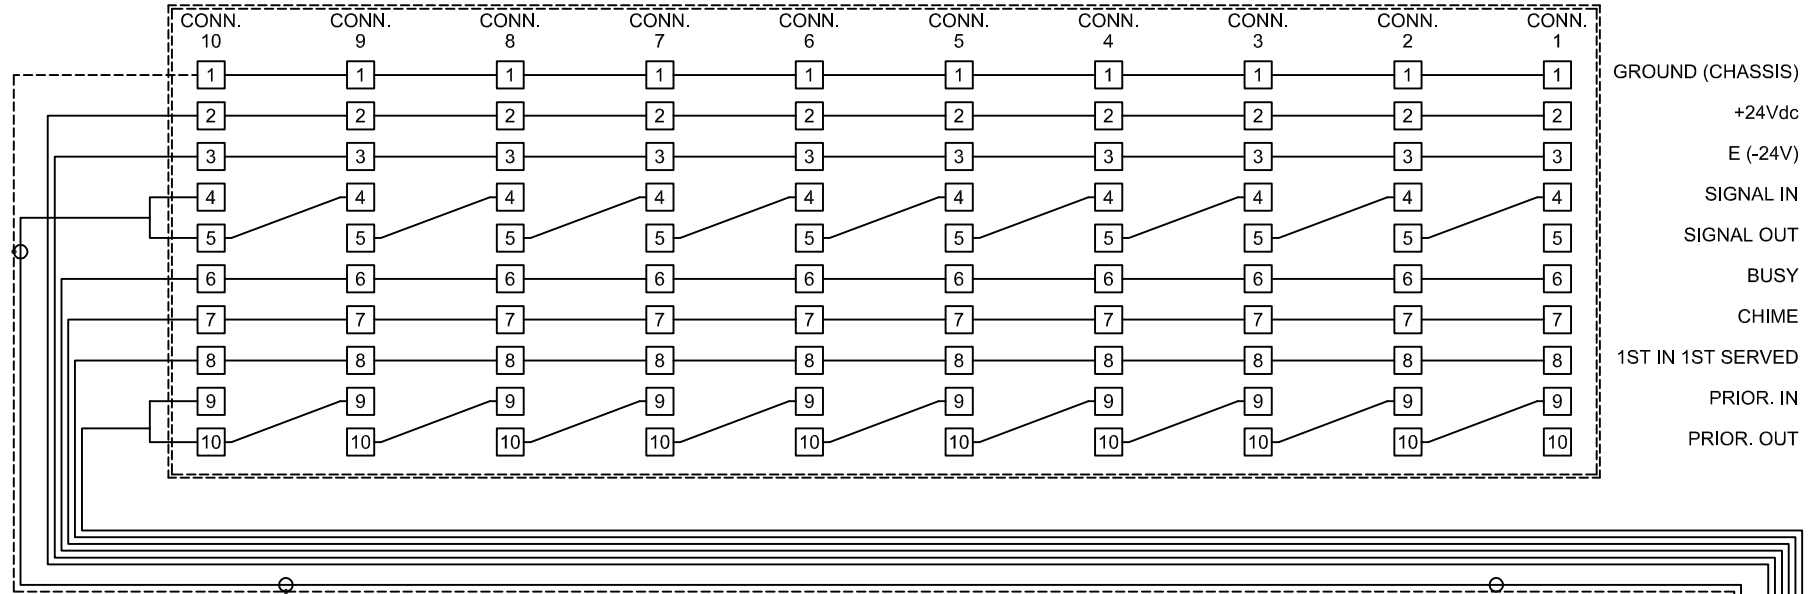 CONN. CONN. CONN. CONN. CONN. CONN. CONN. CONN. CONN. CONN.
10 9 8 7 6 5 4 3 2 1
1 1 1 1 1 1 1 1 1 1 GROUND (CHASSIS)
2 2 2 2 2 2 2 2 2 2 +24Vdc
3 3 3 3 3 3 3 3 3 3 E (-24V)
4 4 4 4 4 4 4 4 4 4 SIGNAL IN
5 5 5 5 5 5 5 5 5 5 SIGNAL OUT
6 6 6 6 6 6 6 6 6 6 BUSY
7 7 7 7 7 7 7 7 7 7 CHIME
8 8 8 8 8 8 8 8 8 8 1ST IN 1ST SERVED
9 9 9 9 9 9 9 9 9 9 PRIOR. IN
10 10 10 10 10 10 10 10 10 10 PRIOR. OUT